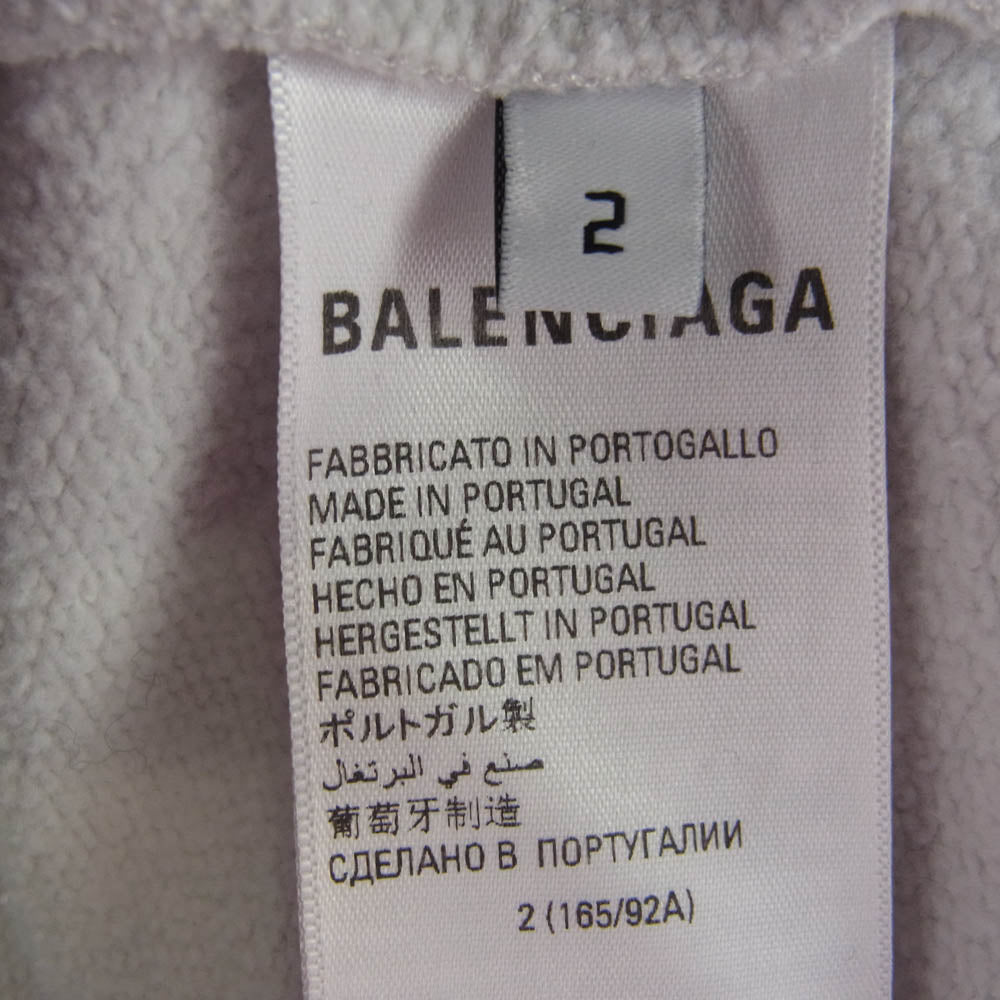 2
BALENCIAGA
FABBRICATO IN PORTOGALLO
MADE IN PORTUGAL
FABRIQUÉ AU PORTUGAL
HECHO EN PORTUGAL
HERGESTELLT IN PORTUGAL
FABRICADO EM PORTUGAL
ポルトガル製
صنع في البرتغال
葡萄牙制造
СДЕЛАНО В ПОРТУГАЛИИ
2 (165/92A)